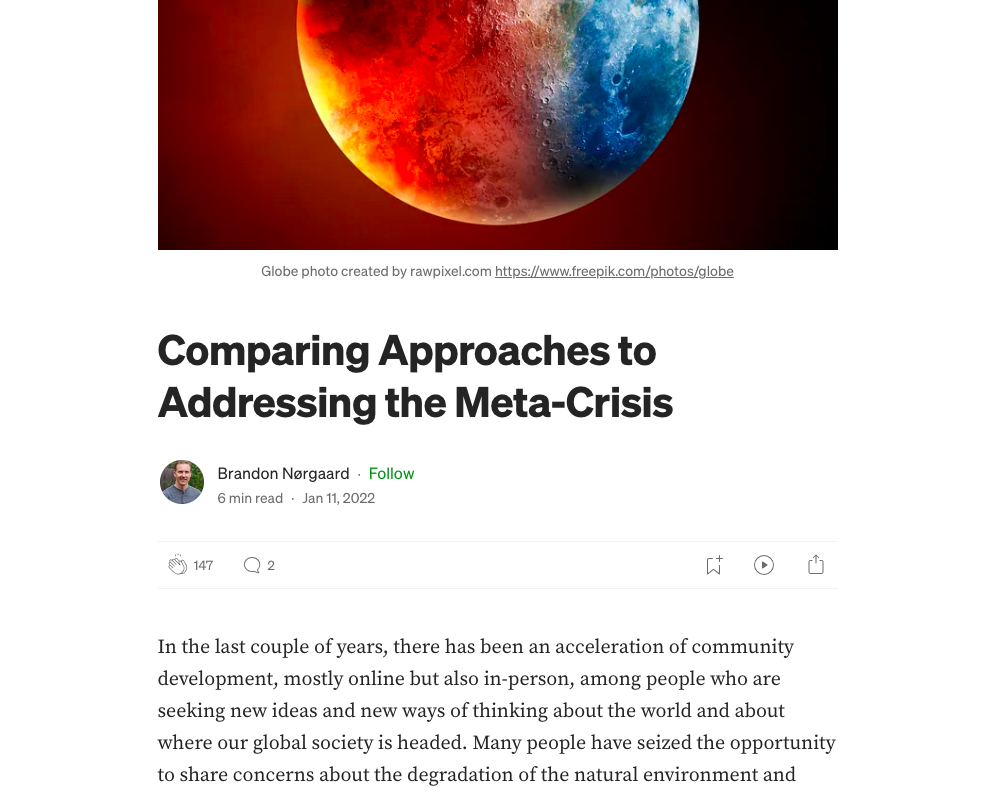 Globe photo created by rawpixel.com https://www.freepik.com/photos/globe
Comparing Approaches to
Addressing the Meta-Crisis
Brandon Nørgaard · Follow
6 min read · Jan 11, 2022
147 2
In the last couple of years, there has been an acceleration of community
development, mostly online but also in-person, among people who are
seeking new ideas and new ways of thinking about the world and about
where our global society is headed. Many people have seized the opportunity
to share concerns about the degradation of the natural environment and